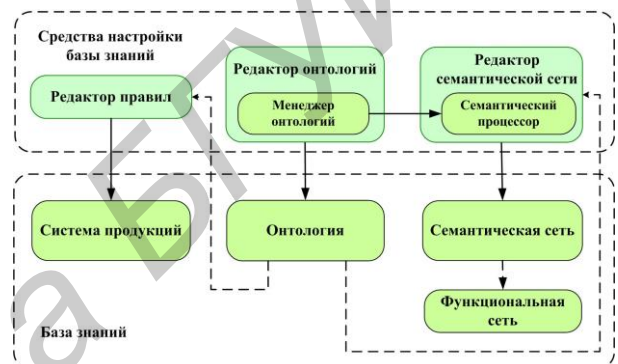 Средства настройки
базы знаний
Редактор правил
Редактор онтологий
Менеджер
онтологий
Редактор
семантической сети
Семантический
процессор
Система продукций
Онтология
Семантическая сеть
Функциональная
сеть
База знаний
а БГУИ